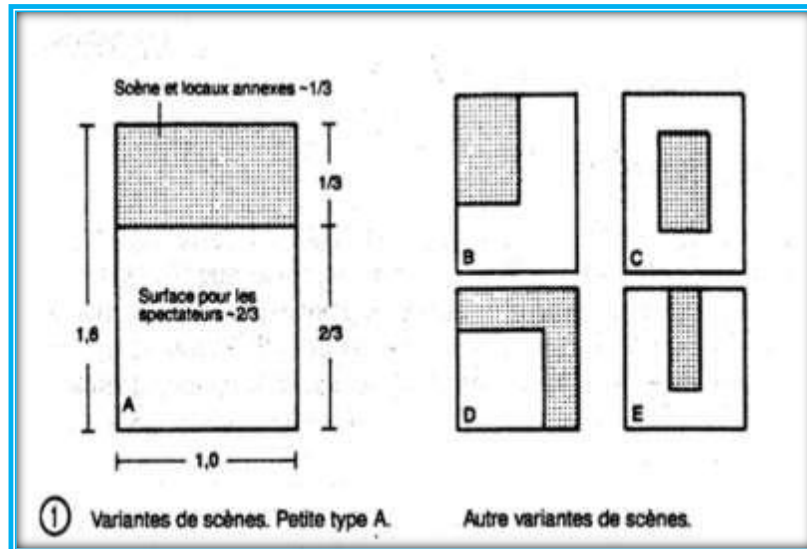 Scène et locaux annexes ~1/3
1/3
Surface pour les
spectateurs ~2/3
1,6
2/3
A
1,0
B
C
D
E
1 Variantes de scènes. Petite type A.
Autre variantes de scènes.